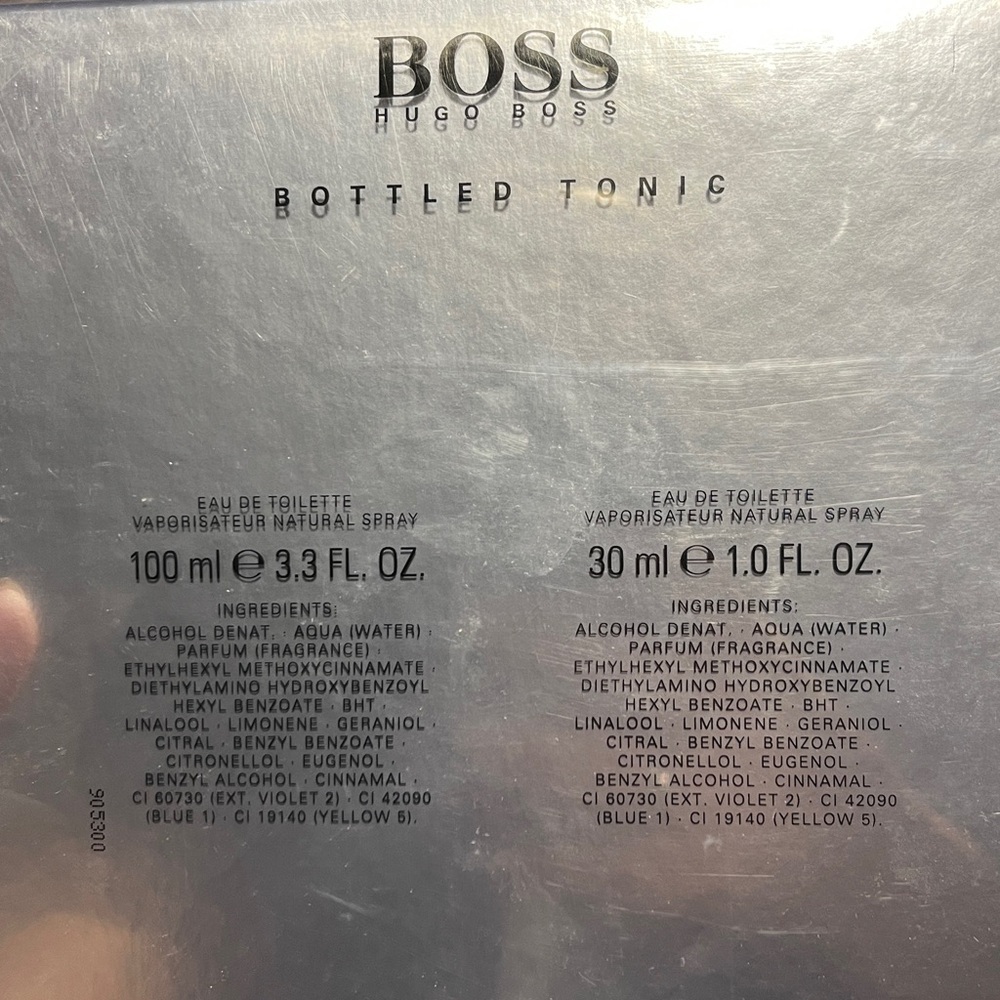 BOSS
HUGO BOSS
BOTTLED TONIC
EAU DE TOILETTE
VAPORISATEUR NATURAL SPRAY
100 ml ℮ 3.3 FL. OZ.
INGREDIENTS:
ALCOHOL DENAT. · AQUA (WATER) ·
PARFUM (FRAGRANCE) ·
ETHYLHEXYL METHOXYCINNAMATE ·
DIETHYLAMINO HYDROXYBENZOYL
HEXYL BENZOATE · BHT ·
LINALOOL · LIMONENE · GERANIOL ·
CITRAL · BENZYL BENZOATE ·
CITRONELLOL · EUGENOL ·
BENZYL ALCOHOL · CINNAMAL ·
CI 60730 (EXT. VIOLET 2) · CI 42090
(BLUE 1) · CI 19140 (YELLOW 5).
905300
EAU DE TOILETTE
VAPORISATEUR NATURAL SPRAY
30 ml ℮ 1.0 FL. OZ.
INGREDIENTS:
ALCOHOL DENAT. · AQUA (WATER) ·
PARFUM (FRAGRANCE) ·
ETHYLHEXYL METHOXYCINNAMATE ·
DIETHYLAMINO HYDROXYBENZOYL
HEXYL BENZOATE · BHT ·
LINALOOL · LIMONENE · GERANIOL ·
CITRAL · BENZYL BENZOATE ·
CITRONELLOL · EUGENOL ·
BENZYL ALCOHOL · CINNAMAL ·
CI 60730 (EXT. VIOLET 2) · CI 42090
(BLUE 1) · CI 19140 (YELLOW 5).